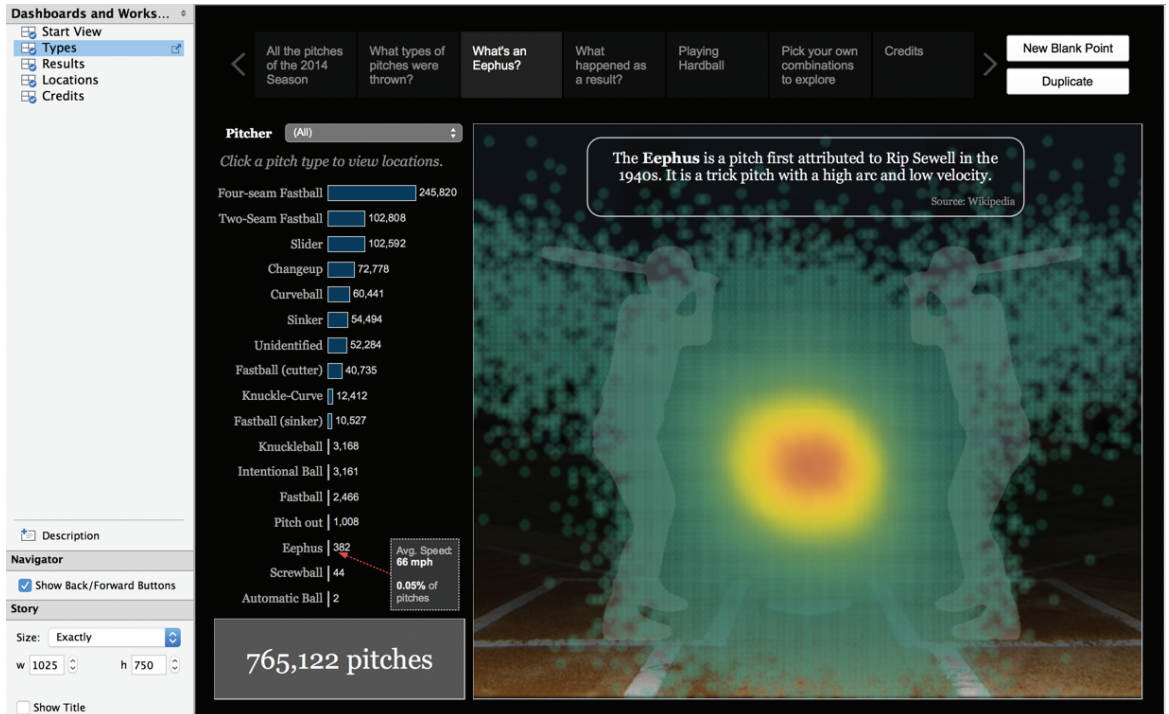 Dashboards and Works...
Start View
Types
Results
Locations
Credits
Description
Navigator
Show Back/Forward Buttons
Story
Size: Exactly
w 1025 h 750
Show Title
All the pitches
of the 2014
Season
What types of
pitches were
thrown?
What's an
Eephus?
What
happened as
a result?
Playing
Hardball
Pick your own
combinations
to explore
Credits
New Blank Point
Duplicate
Pitcher (All)
Click a pitch type to view locations.
Four-seam Fastball 245,820
Two-Seam Fastball 102,808
Slider 102,592
Changeup 72,778
Curveball 60,441
Sinker 54,494
Unidentified 52,284
Fastball (cutter) 40,735
Knuckle-Curve 12,412
Fastball (sinker) 10,527
Knuckleball 3,168
Intentional Ball 3,161
Fastball 2,466
Pitch out 1,008
Eephus 382
Screwball 44
Automatic Ball 2
Avg. Speed:
66 mph
0.05% of
pitches
765,122 pitches
The Eephus is a pitch first attributed to Rip Sewell in the
1940s. It is a trick pitch with a high arc and low velocity.
Source: Wikipedia